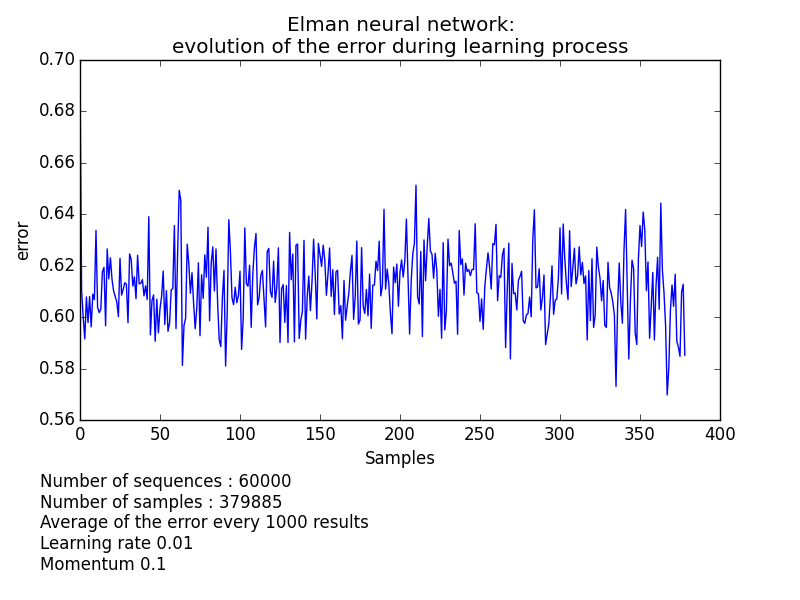 Elman neural network:
evolution of the error during learning process
0.70
0.68
0.66
0.64
0.62
0.60
0.58
0.56
error
0 50 100 150 200 250 300 350 400
Samples
Number of sequences : 60000
Number of samples : 379885
Average of the error every 1000 results
Learning rate 0.01
Momentum 0.1